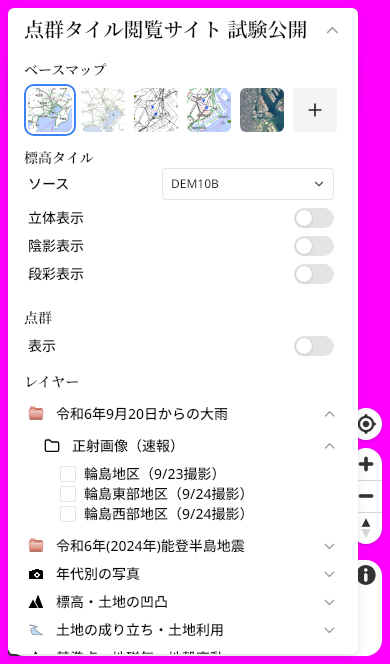 点群タイル閲覧サイト 試験公開
ベースマップ
標高タイル
ソース
DEM10B
立体表示
陰影表示
段彩表示
点群
表示
レイヤー
令和6年9月20日からの大雨
正射画像（速報）
輪島地区（9/23撮影）
輪島東部地区（9/24撮影）
輪島西部地区（9/24撮影）
令和6年(2024年)能登半島地震
年代別の写真
標高・土地の凹凸
土地の成り立ち・土地利用